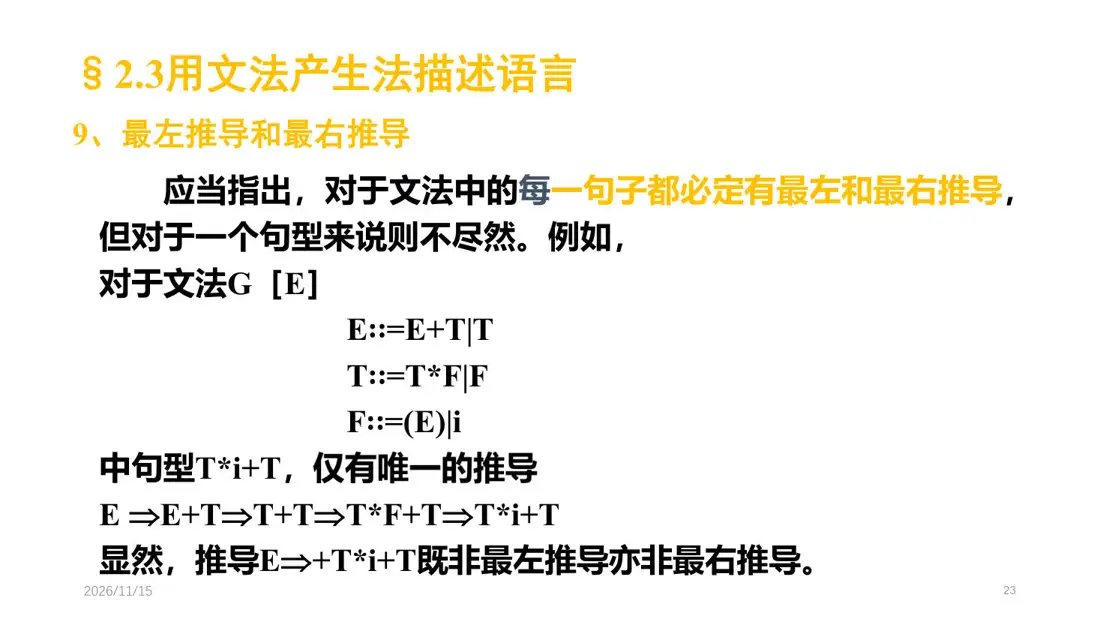 §2.3用文法产生法描述语言
9、最左推导和最右推导
应当指出，对于文法中的每一句子都必定有最左和最右推导，
但对于一个句型来说则不尽然。例如，
对于文法G［E］
E∷=E+T|T
T∷=T*F|F
F∷=(E)|i
中句型T*i+T，仅有唯一的推导
E ⇒E+T⇒T+T⇒T*F+T⇒T*i+T
显然，推导E⇒+T*i+T既非最左推导亦非最右推导。
2026/11/15
23